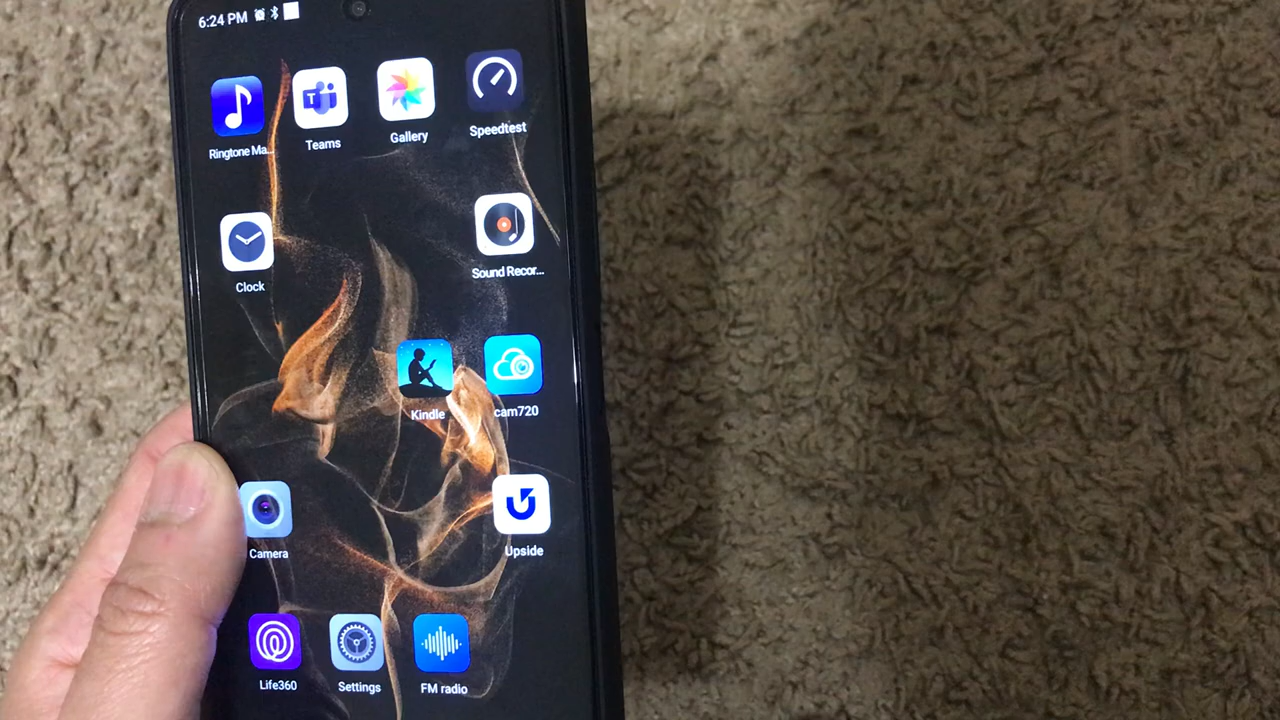 6:24 PM
Ringtone Ma...
Teams
Gallery
Speedtest
Clock
Sound Recor...
Kindle
cam720
Camera
Upside
Life360
Settings
FM radio